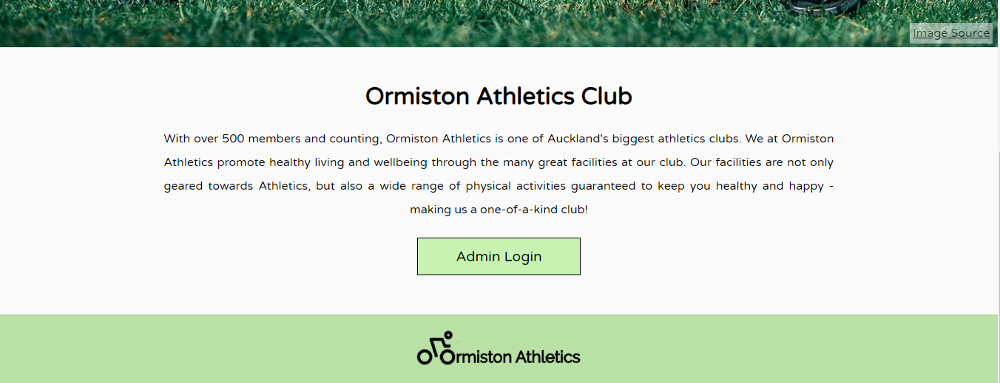 Image Source
Ormiston Athletics Club
With over 500 members and counting, Ormiston Athletics is one of Auckland's biggest athletics clubs. We at Ormiston
Athletics promote healthy living and wellbeing through the many great facilities at our club. Our facilities are not only
geared towards Athletics, but also a wide range of physical activities guaranteed to keep you healthy and happy -
making us a one-of-a-kind club!
Admin Login
Ormiston Athletics